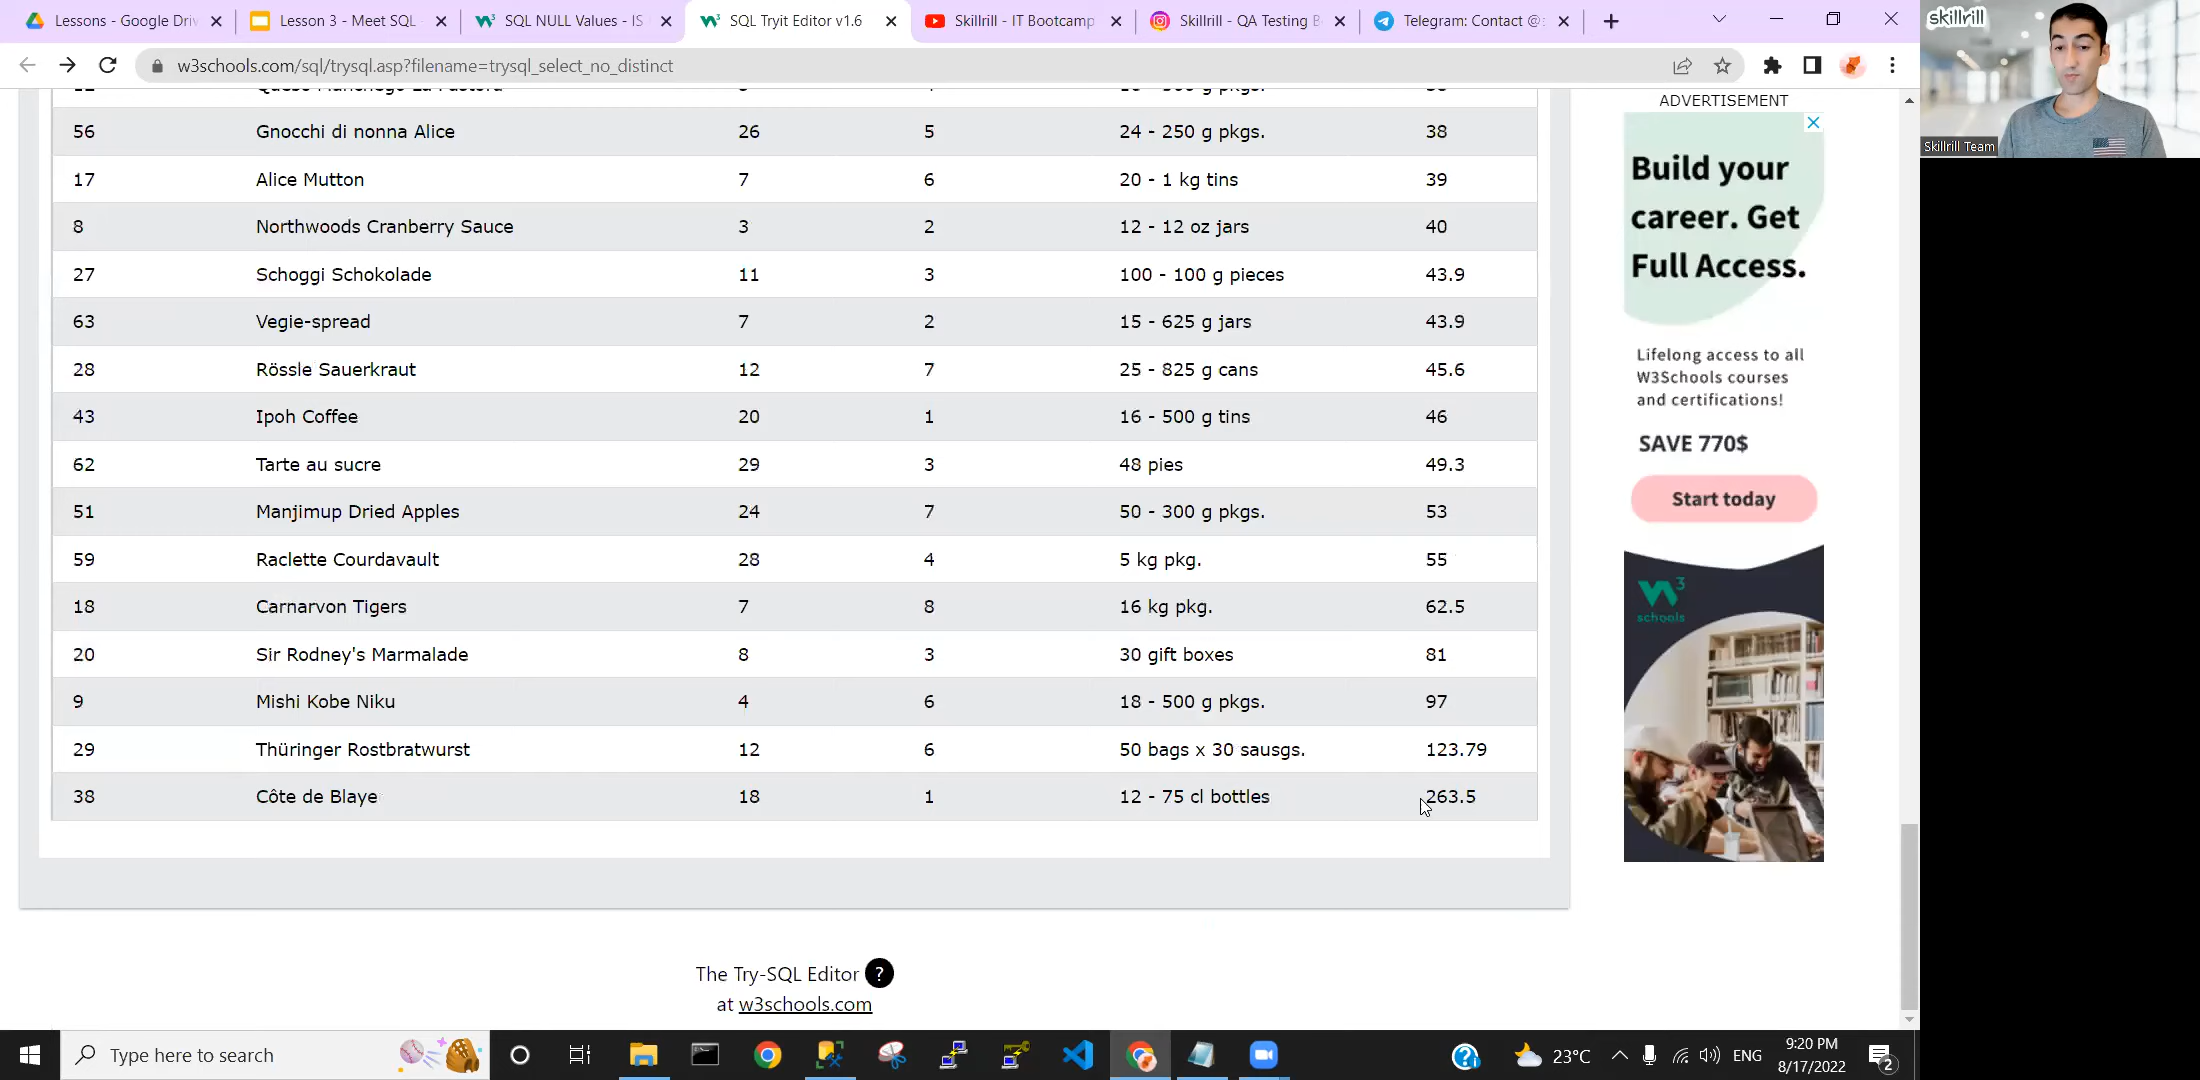 Lessons - Google Driv
Lesson 3 - Meet SQL
SQL NULL Values - IS
SQL Tryit Editor v1.6
Skillrill - IT Bootcamp
Skillrill - QA Testing B
Telegram: Contact @
w3schools.com/sql/trysql.asp?filename=trysql_select_no_distinct
56 Gnocchi di nonna Alice 26 5 24 - 250 g pkgs. 38
17 Alice Mutton 7 6 20 - 1 kg tins 39
8 Northwoods Cranberry Sauce 3 2 12 - 12 oz jars 40
27 Schoggi Schokolade 11 3 100 - 100 g pieces 43.9
63 Vegie-spread 7 2 15 - 625 g jars 43.9
28 Rössle Sauerkraut 12 7 25 - 825 g cans 45.6
43 Ipoh Coffee 20 1 16 - 500 g tins 46
62 Tarte au sucre 29 3 48 pies 49.3
51 Manjimup Dried Apples 24 7 50 - 300 g pkgs. 53
59 Raclette Courdavault 28 4 5 kg pkg. 55
18 Carnarvon Tigers 7 8 16 kg pkg. 62.5
20 Sir Rodney's Marmalade 8 3 30 gift boxes 81
9 Mishi Kobe Niku 4 6 18 - 500 g pkgs. 97
29 Thüringer Rostbratwurst 12 6 50 bags x 30 sausgs. 123.79
38 Côte de Blaye 18 1 12 - 75 cl bottles 263.5
The Try-SQL Editor ?
at w3schools.com
ADVERTISEMENT
Build your
career. Get
Full Access.
Lifelong access to all
W3Schools courses
and certifications!
SAVE 770$
Start today
W3
schools
skillrill
Skillrill Team
Type here to search
23°C
ENG
9:20 PM
8/17/2022
2